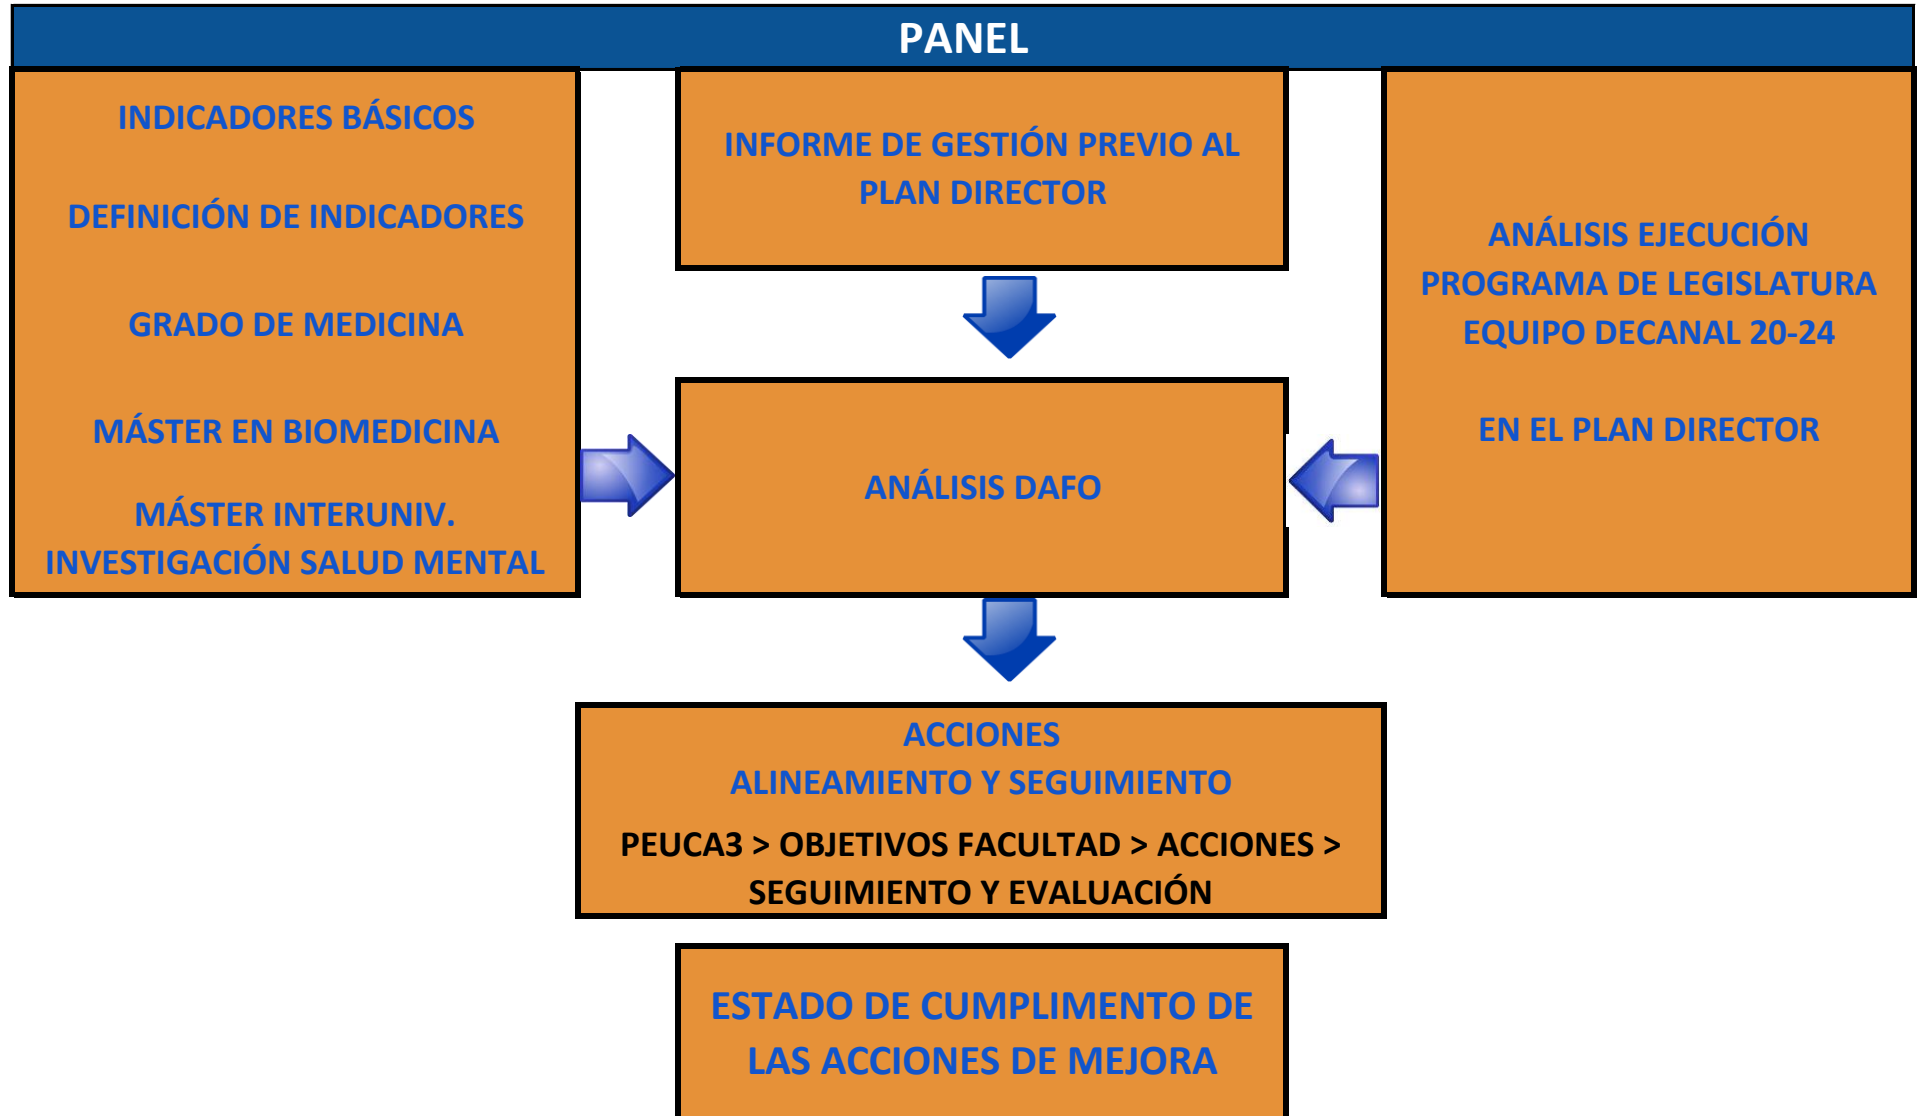 PANEL
INDICADORES BÁSICOS
DEFINICIÓN DE INDICADORES
GRADO DE MEDICINA
MÁSTER EN BIOMEDICINA
MÁSTER INTERUNIV.
INVESTIGACIÓN SALUD MENTAL
INFORME DE GESTIÓN PREVIO AL
PLAN DIRECTOR
ANÁLISIS DAFO
ANÁLISIS EJECUCIÓN
PROGRAMA DE LEGISLATURA
EQUIPO DECANAL 20-24
EN EL PLAN DIRECTOR
ACCIONES
ALINEAMIENTO Y SEGUIMIENTO
PEUCA3 > OBJETIVOS FACULTAD > ACCIONES >
SEGUIMIENTO Y EVALUACIÓN
ESTADO DE CUMPLIMENTO DE
LAS ACCIONES DE MEJORA